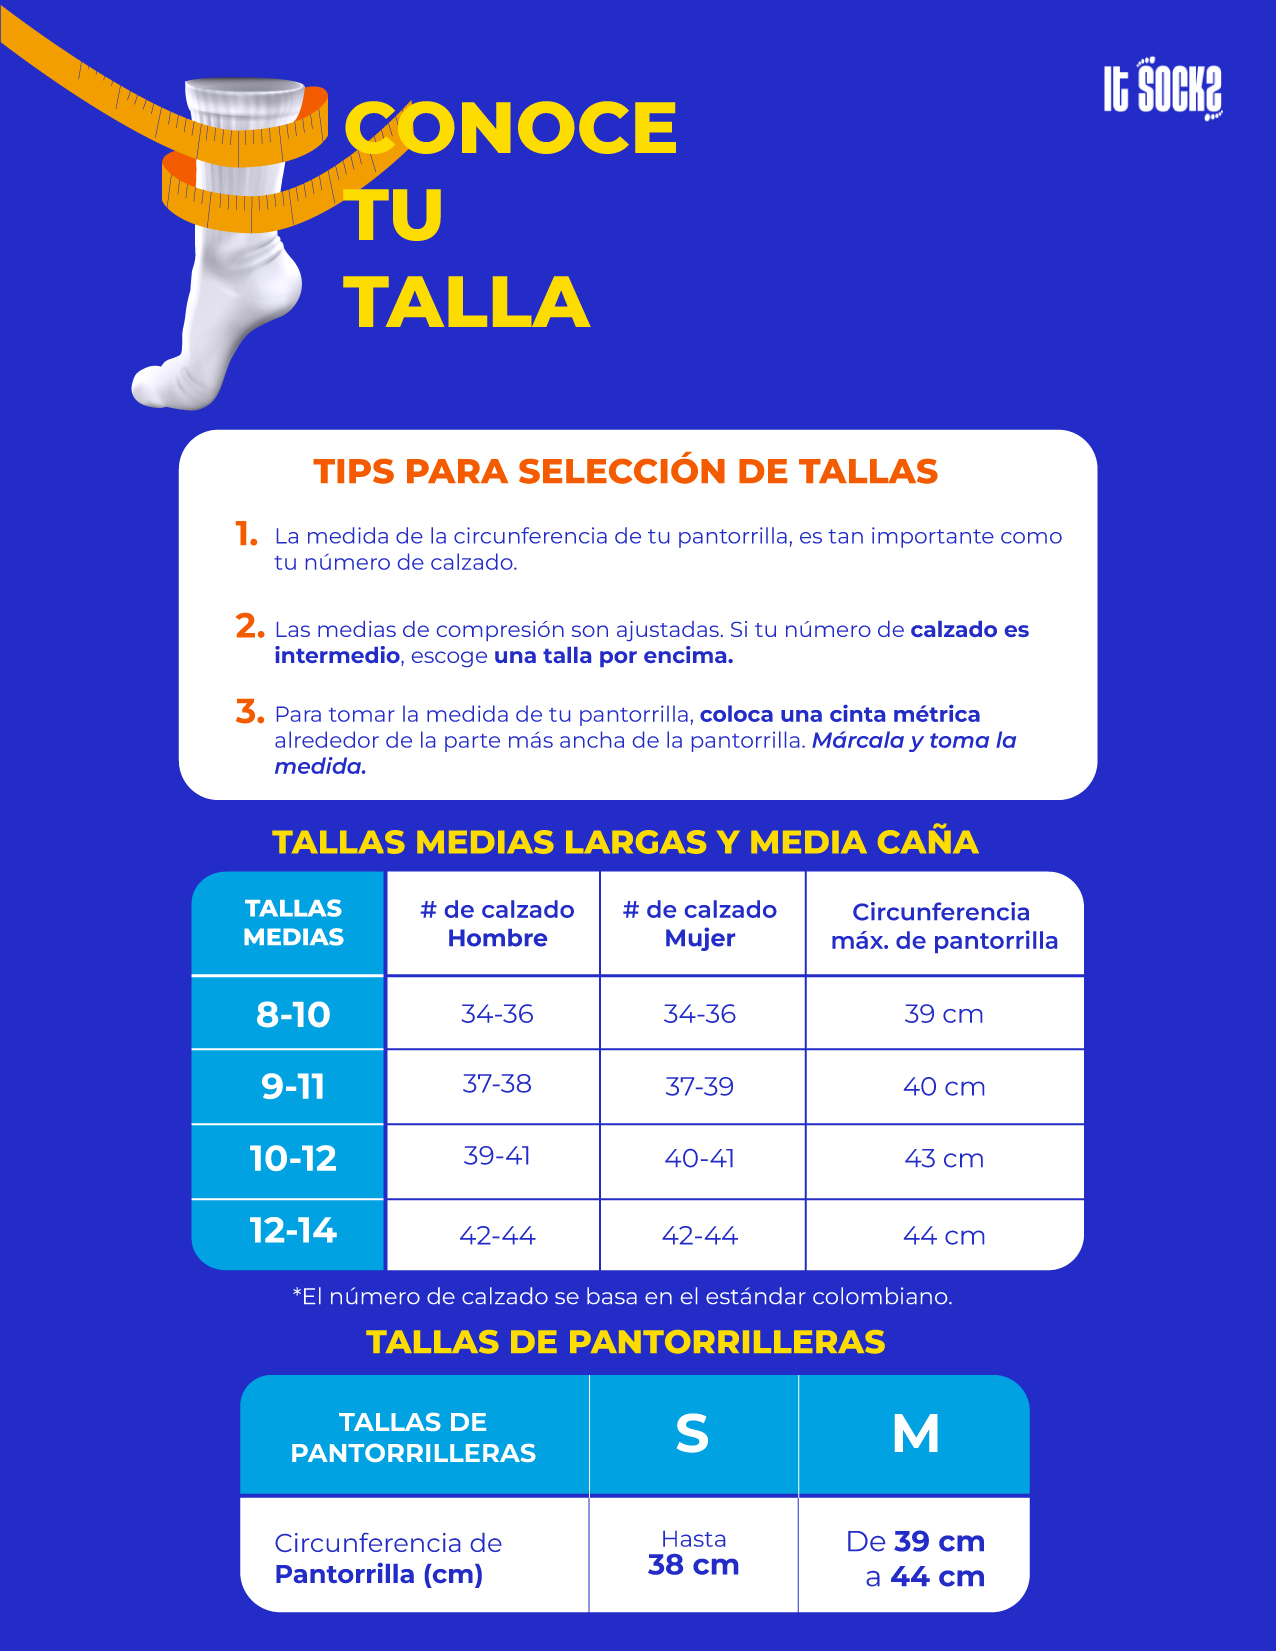 It SOCKS
CONOCE
TU
TALLA
TIPS PARA SELECCIÓN DE TALLAS
1. La medida de la circunferencia de tu pantorrilla, es tan importante como
tu número de calzado.
2. Las medias de compresión son ajustadas. Si tu número de calzado es
intermedio, escoge una talla por encima.
3. Para tomar la medida de tu pantorrilla, coloca una cinta métrica
alrededor de la parte más ancha de la pantorrilla. Márcala y toma la
medida.
TALLAS MEDIAS LARGAS Y MEDIA CAÑA
TALLAS
MEDIAS
# de calzado
Hombre
# de calzado
Mujer
Circunferencia
máx. de pantorrilla
8-10 34-36 34-36 39 cm
9-11 37-38 37-39 40 cm
10-12 39-41 40-41 43 cm
12-14 42-44 42-44 44 cm
*El número de calzado se basa en el estándar colombiano.
TALLAS DE PANTORRILLERAS
TALLAS DE
PANTORRILLERAS
S
M
Circunferencia de
Pantorrilla (cm)
Hasta
38 cm
De 39 cm
a 44 cm